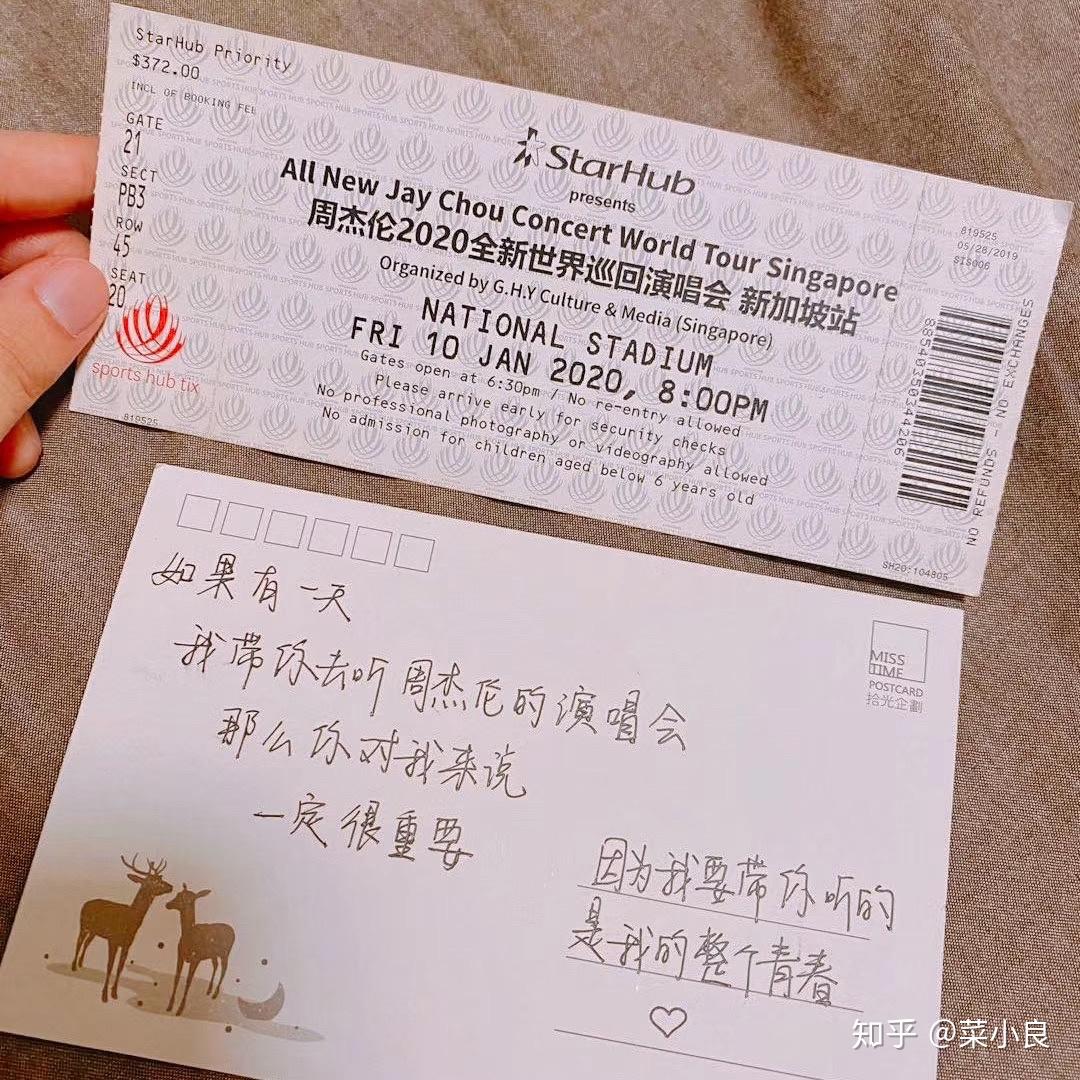 StarHub Priority
$372.00
INCL OF BOOKING FEE
GATE
21
SECT
PB3
ROW
45
SEAT
20
sports hub tix
819525
StarHub
presents
All New Jay Chou Concert World Tour Singapore
周杰伦2020全新世界巡回演唱会 新加坡站
Organized by G.H.Y Culture & Media (Singapore)
NATIONAL STADIUM
FRI 10 JAN 2020, 8:00PM
Gates open at 6:30pm / No re-entry allowed
Please arrive early for security checks
No professional photography or videography allowed
No admission for children aged below 6 years old
819525
05/28/2019
SIS006
88540350344206
NO REFUNDS - NO EXCHANGES
SH20:104805
如果有一天
我带你去听周杰伦的演唱会
那么你对我来说
一定很重要
MISS
TIME
POSTCARD
拾光企劃
因为我要带你听的
是我的整个青春
知乎 @菜小良